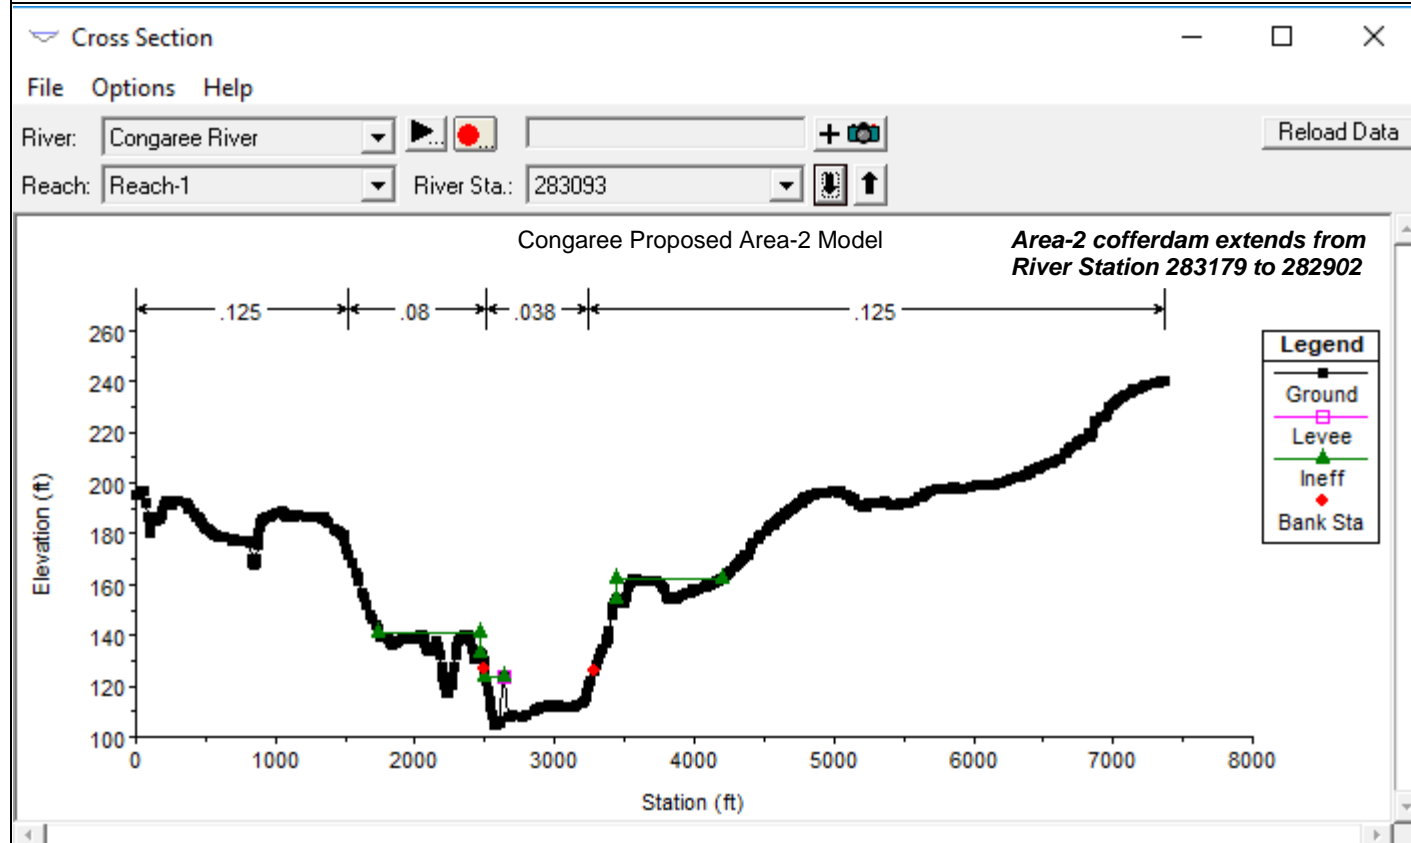 Cross Section
File Options Help
River: Congaree River
Reload Data
Reach: Reach-1 River Sta.: 283093
Congaree Proposed Area-2 Model
Area-2 cofferdam extends from
River Station 283179 to 282902
.125 .08 .038 .125
260
240
220
200
180
160
140
120
100
Elevation (ft)
0 1000 2000 3000 4000 5000 6000 7000 8000
Station (ft)
Legend
Ground
Levee
Ineff
Bank Sta